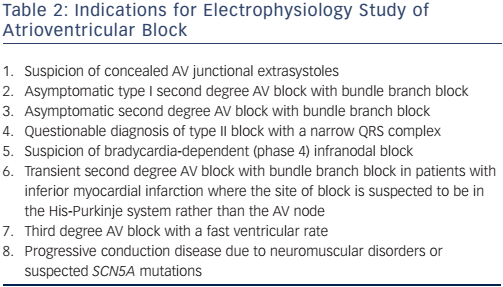 Table 2: Indications for Electrophysiology Study of
Atrioventricular Block
1. Suspicion of concealed AV junctional extrasystoles
2. Asymptomatic type I second degree AV block with bundle branch block
3. Asymptomatic second degree AV block with bundle branch block
4. Questionable diagnosis of type II block with a narrow QRS complex
5. Suspicion of bradycardia-dependent (phase 4) infranodal block
6. Transient second degree AV block with bundle branch block in patients with
inferior myocardial infarction where the site of block is suspected to be in
the His-Purkinje system rather than the AV node
7. Third degree AV block with a fast ventricular rate
8. Progressive conduction disease due to neuromuscular disorders or
suspected SCN5A mutations